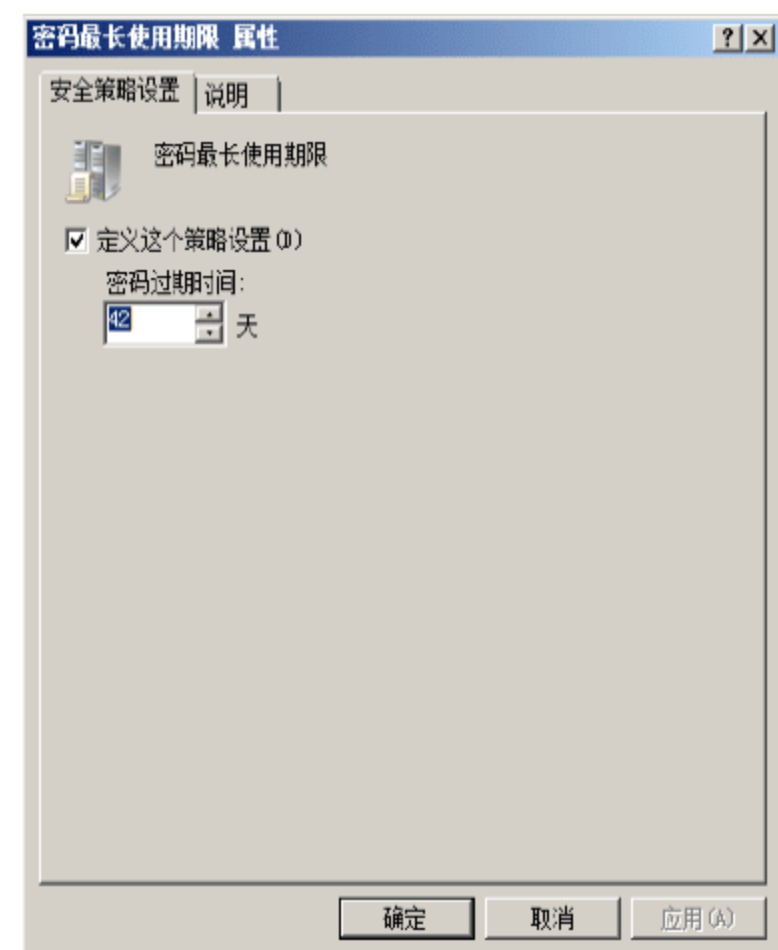 密码最长使用期限 属性
安全策略设置 说明
密码最长使用期限
定义这个策略设置(D)
密码过期时间:
42 天
确定 取消 应用(A)